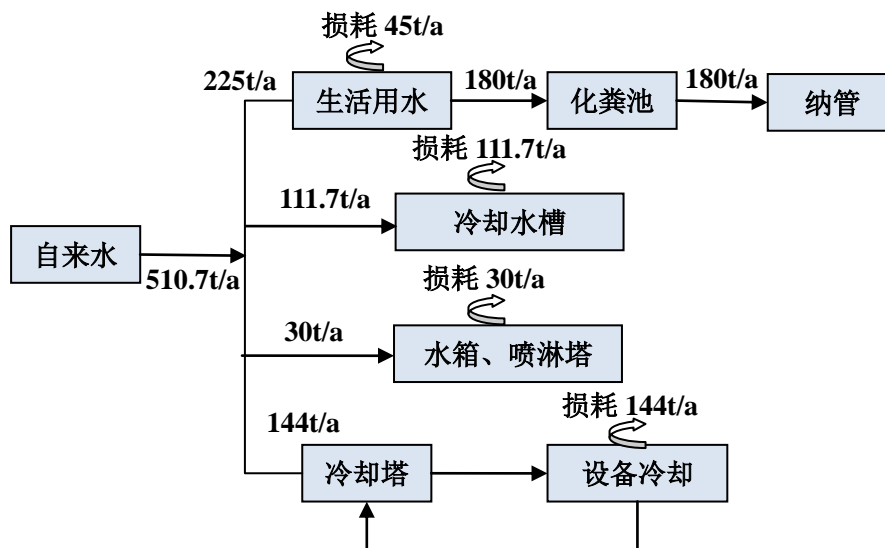 损耗 45t/a
225t/a
生活用水
180t/a
化粪池
180t/a
纳管
损耗 111.7t/a
111.7t/a
冷却水槽
自来水
510.7t/a
损耗 30t/a
30t/a
水箱、喷淋塔
损耗 144t/a
144t/a
冷却塔
设备冷却